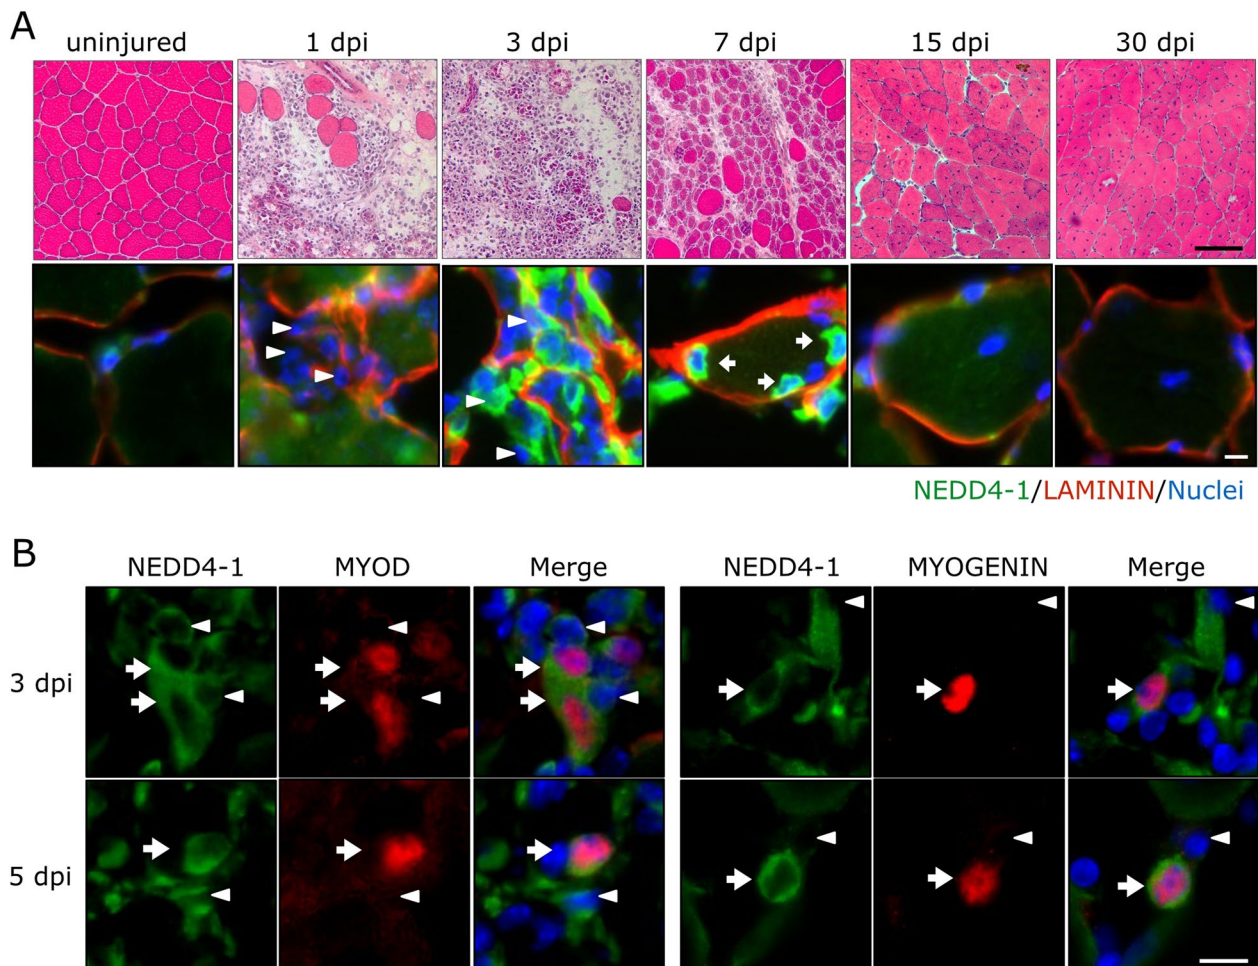 A
uninjured 1 dpi 3 dpi 7 dpi 15 dpi 30 dpi
NEDD4-1/LAMININ/Nuclei
B
NEDD4-1 MYOD Merge NEDD4-1 MYOGENIN Merge
3 dpi
5 dpi